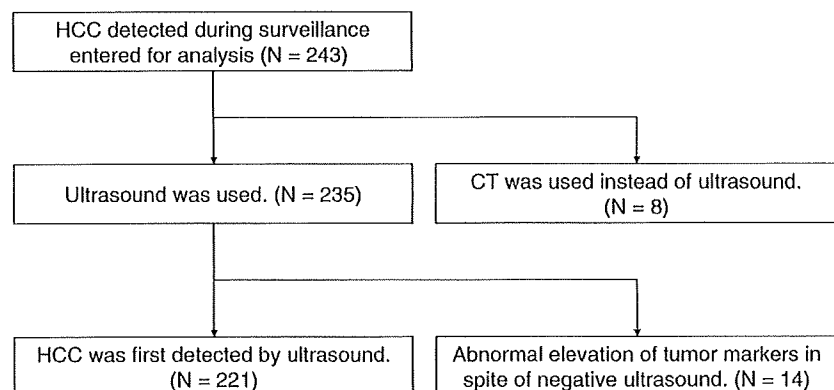 HCC detected during surveillance
entered for analysis (N = 243)
Ultrasound was used. (N = 235)
CT was used instead of ultrasound.
(N = 8)
HCC was first detected by ultrasound.
(N = 221)
Abnormal elevation of tumor markers in
spite of negative ultrasound. (N = 14)